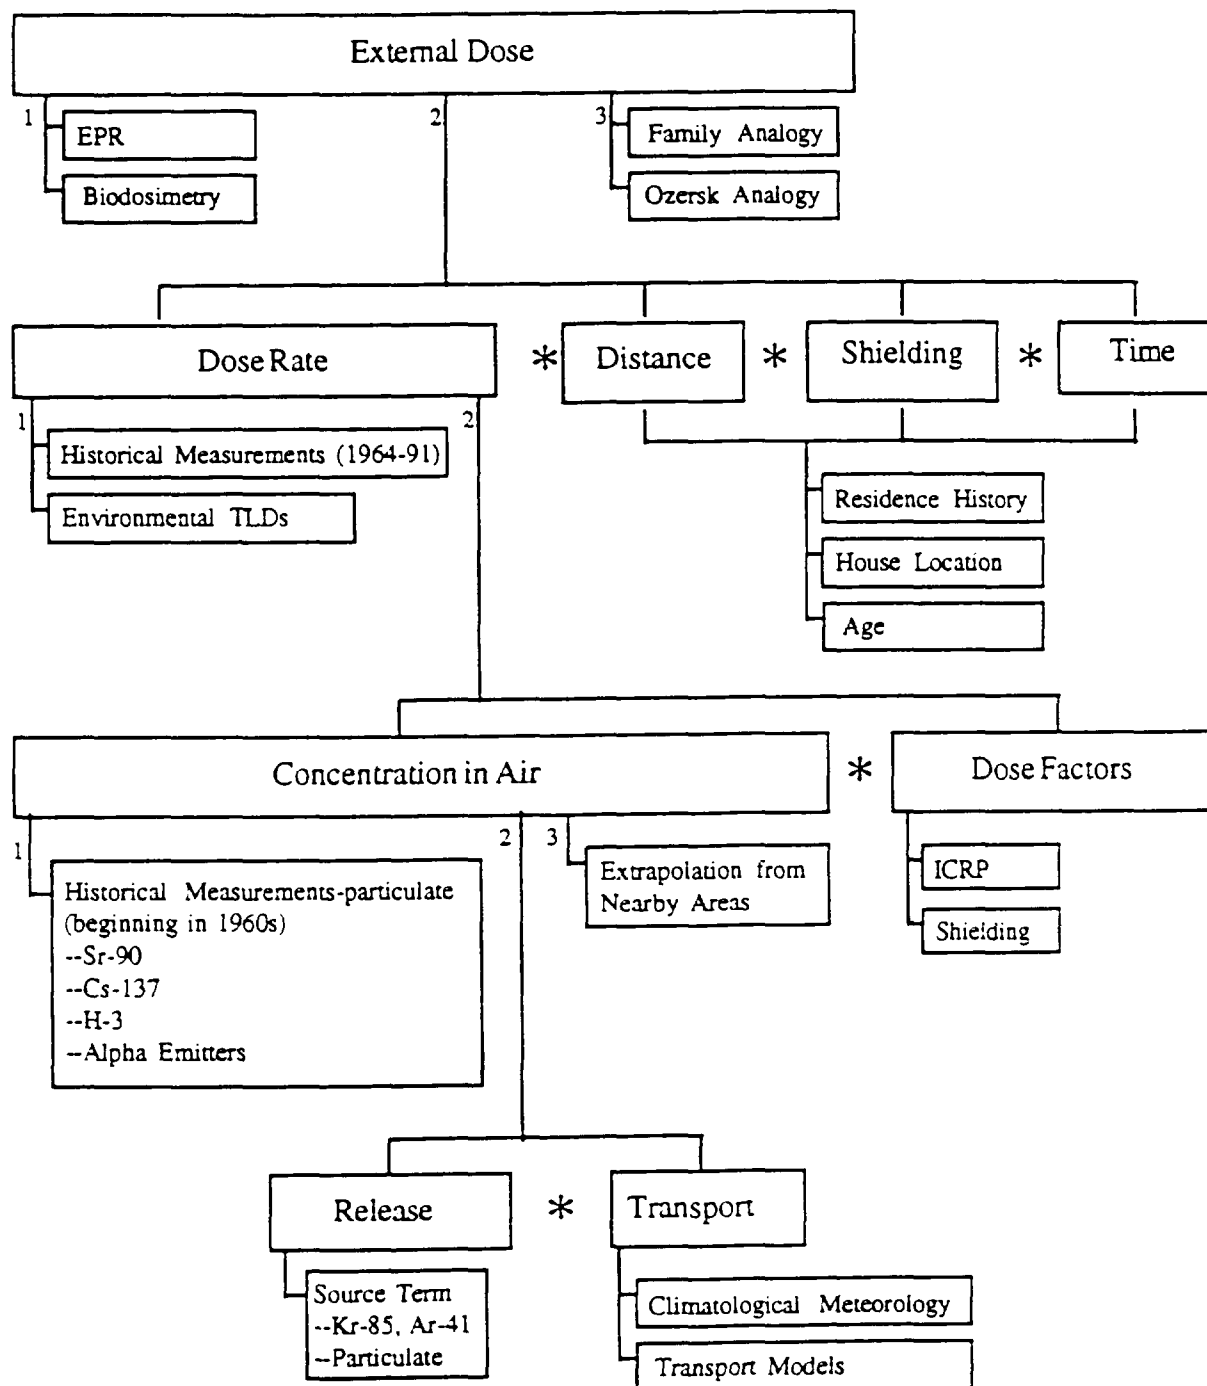 External Dose
1
2
3
EPR
Biodosimetry
Family Analogy
Ozersk Analogy
Dose Rate
*
Distance
*
Shielding
*
Time
1
2
Historical Measurements (1964-91)
Environmental TLDs
Residence History
House Location
Age
Concentration in Air
*
Dose Factors
1
2
3
Historical Measurements-particulate
(beginning in 1960s)
--Sr-90
--Cs-137
--H-3
--Alpha Emitters
Extrapolation from
Nearby Areas
ICRP
Shielding
Release
*
Transport
Source Term
--Kr-85, Ar-41
--Particulate
Climatological Meteorology
Transport Models